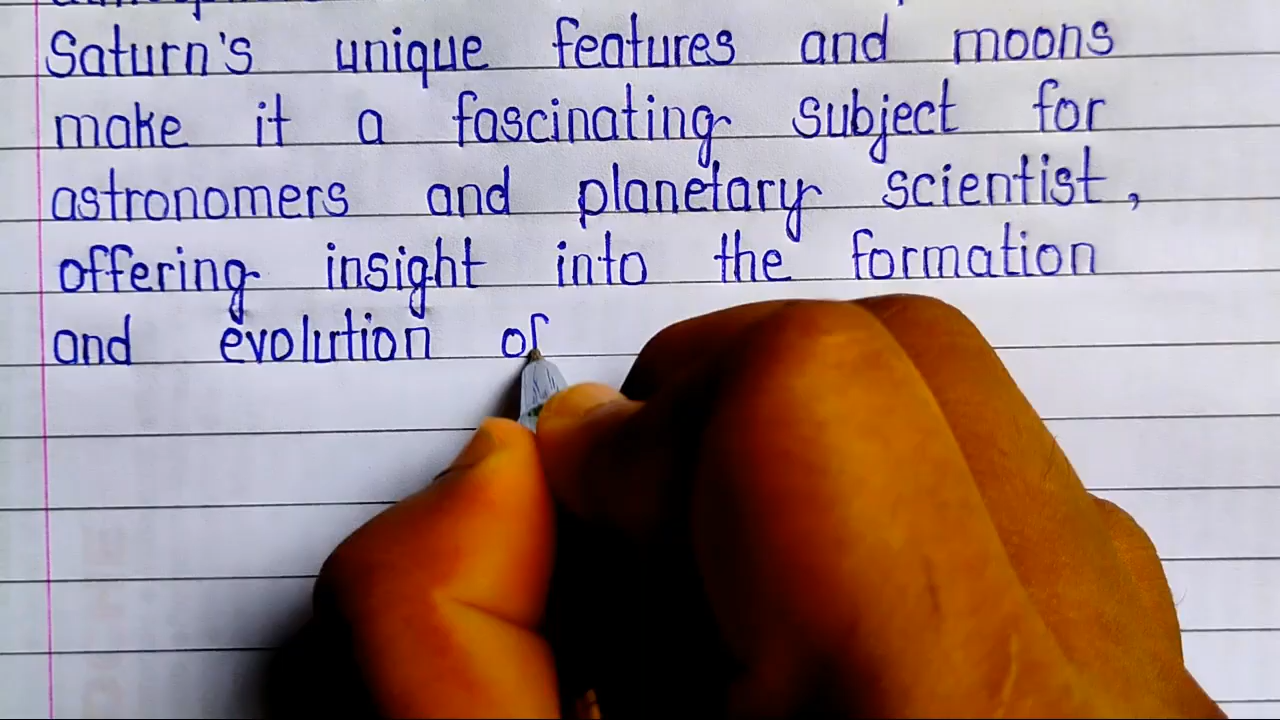 Saturn's unique features and moons
make it a fascinating subject for
astronomers and planetary scientist,
offering insight into the formation
and evolution of